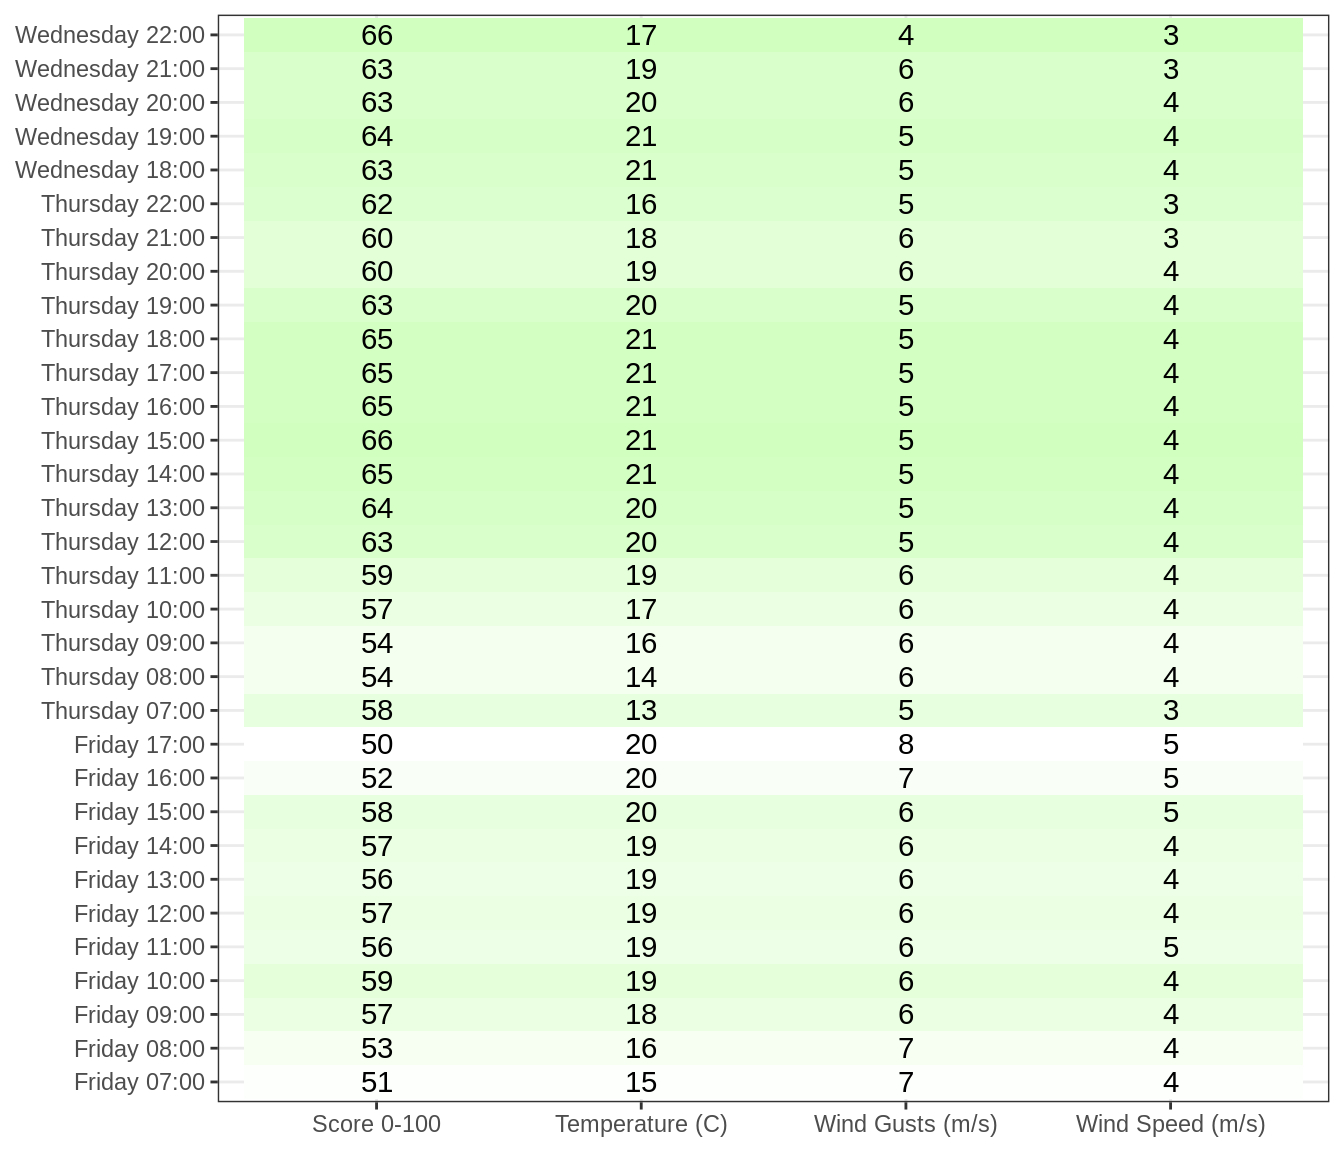 Wednesday 22:00 66 17 4 3
Wednesday 21:00 63 19 6 3
Wednesday 20:00 63 20 6 4
Wednesday 19:00 64 21 5 4
Wednesday 18:00 63 21 5 4
Thursday 22:00 62 16 5 3
Thursday 21:00 60 18 6 3
Thursday 20:00 60 19 6 4
Thursday 19:00 63 20 5 4
Thursday 18:00 65 21 5 4
Thursday 17:00 65 21 5 4
Thursday 16:00 65 21 5 4
Thursday 15:00 66 21 5 4
Thursday 14:00 65 21 5 4
Thursday 13:00 64 20 5 4
Thursday 12:00 63 20 5 4
Thursday 11:00 59 19 6 4
Thursday 10:00 57 17 6 4
Thursday 09:00 54 16 6 4
Thursday 08:00 54 14 6 4
Thursday 07:00 58 13 5 3
Friday 17:00 50 20 8 5
Friday 16:00 52 20 7 5
Friday 15:00 58 20 6 5
Friday 14:00 57 19 6 4
Friday 13:00 56 19 6 4
Friday 12:00 57 19 6 4
Friday 11:00 56 19 6 5
Friday 10:00 59 19 6 4
Friday 09:00 57 18 6 4
Friday 08:00 53 16 7 4
Friday 07:00 51 15 7 4
Score 0-100 Temperature (C) Wind Gusts (m/s) Wind Speed (m/s)